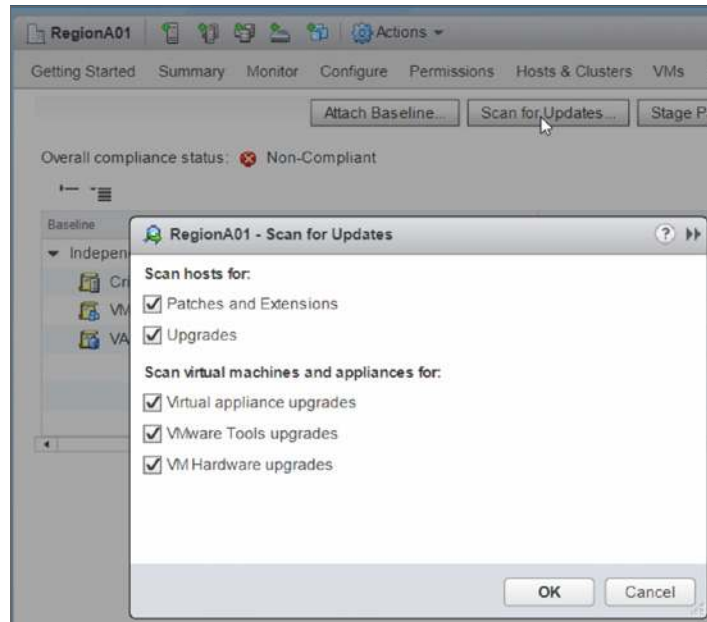 RegionA01 Actions
Getting Started Summary Monitor Configure Permissions Hosts & Clusters VMs
Attach Baseline... Scan for Updates... Stage P
Overall compliance status: Non-Compliant
Baseline
RegionA01 - Scan for Updates ?
Indepen
Scan hosts for:
Cri
Patches and Extensions
VM
Upgrades
VA
Scan virtual machines and appliances for:
Virtual appliance upgrades
VMware Tools upgrades
VM Hardware upgrades
OK Cancel